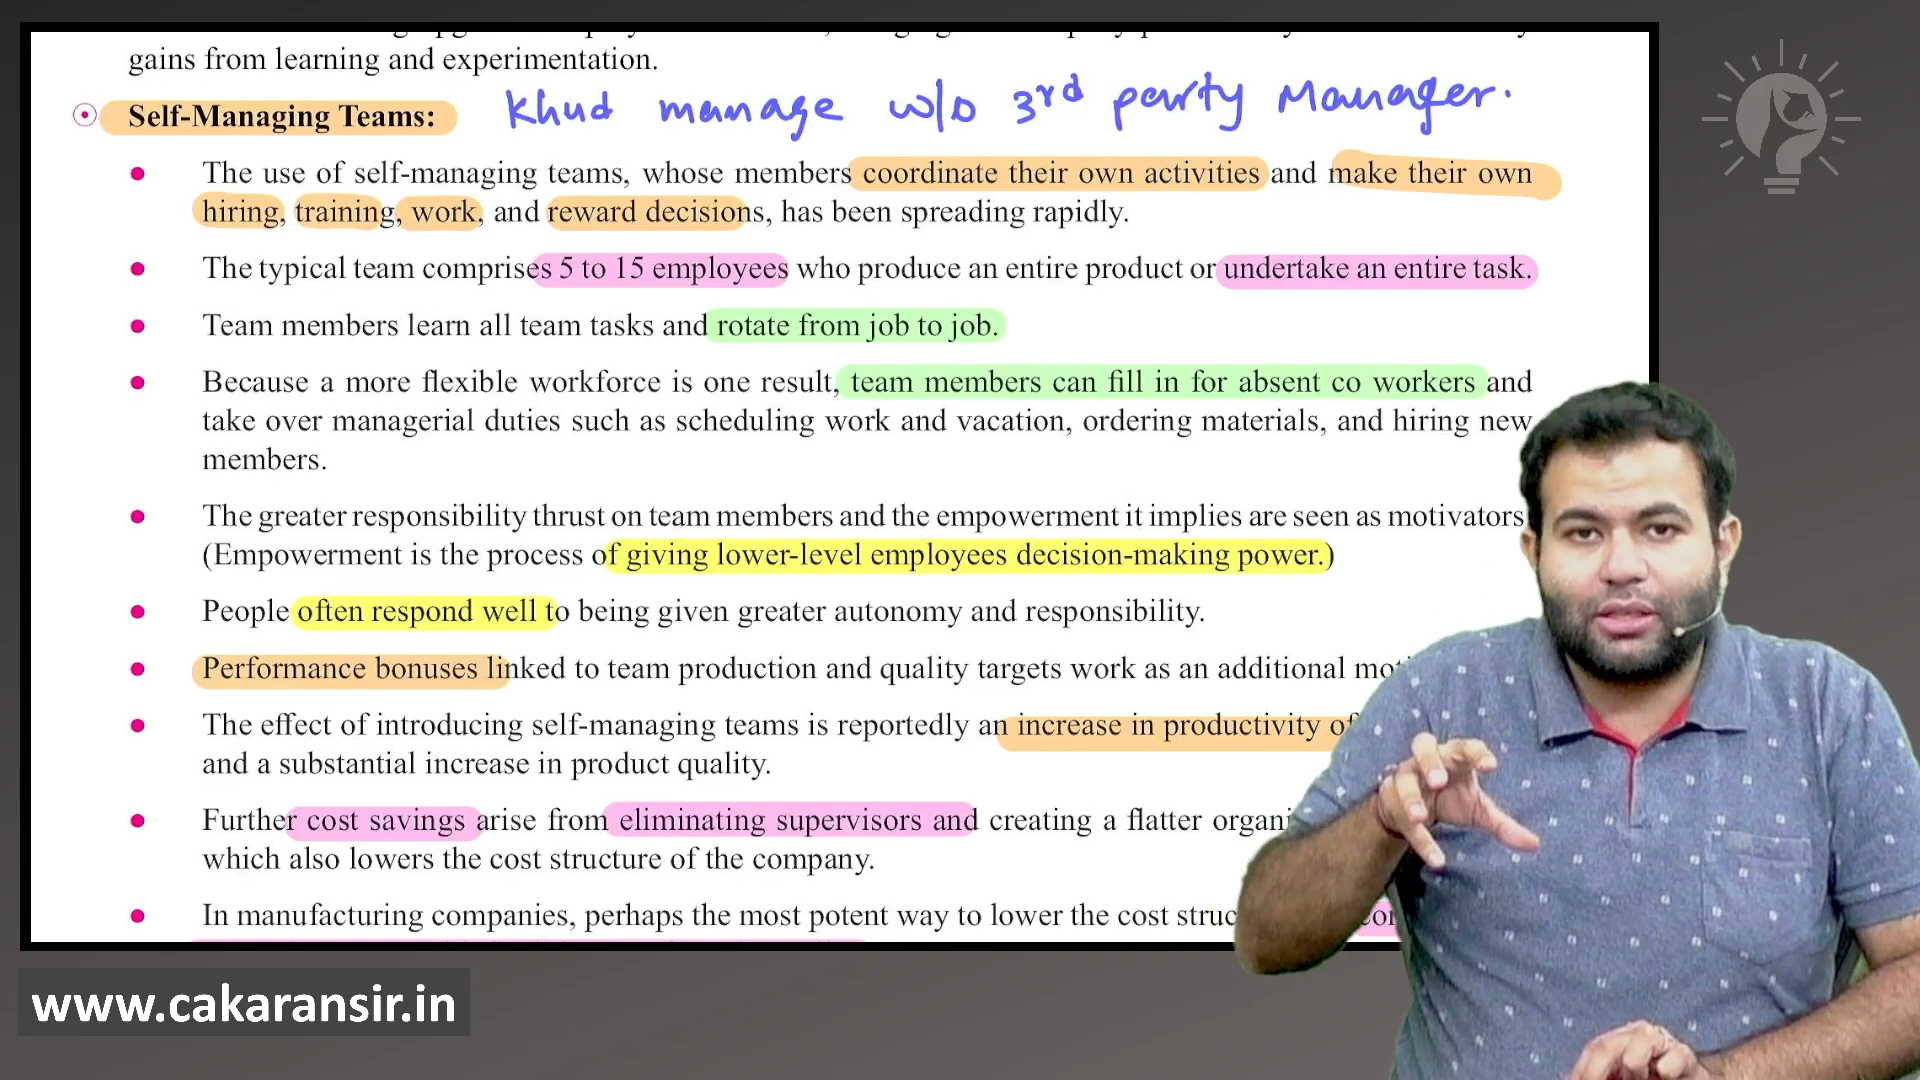 gains from learning and experimentation.
Self-Managing Teams: Khud manage w/o 3rd party Manager.
The use of self-managing teams, whose members coordinate their own activities and make their own
hiring, training, work, and reward decisions, has been spreading rapidly.
The typical team comprises 5 to 15 employees who produce an entire product or undertake an entire task.
Team members learn all team tasks and rotate from job to job.
Because a more flexible workforce is one result, team members can fill in for absent co workers and
take over managerial duties such as scheduling work and vacation, ordering materials, and hiring new
members.
The greater responsibility thrust on team members and the empowerment it implies are seen as motivators.
(Empowerment is the process of giving lower-level employees decision-making power.)
People often respond well to being given greater autonomy and responsibility.
Performance bonuses linked to team production and quality targets work as an additional
The effect of introducing self-managing teams is reportedly an increase in productivity of
and a substantial increase in product quality.
Further cost savings arise from eliminating supervisors and creating a flatter
which also lowers the cost structure of the company.
In manufacturing companies, perhaps the most potent way to lower the cost
www.cakaransir.in